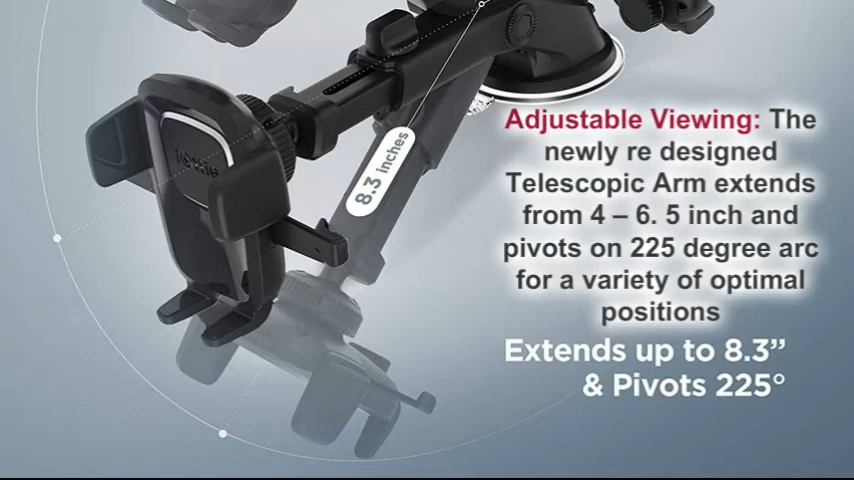 8.3 inches
Adjustable Viewing: The
newly re designed
Telescopic Arm extends
from 4 – 6. 5 inch and
pivots on 225 degree arc
for a variety of optimal
positions
Extends up to 8.3”
& Pivots 225°